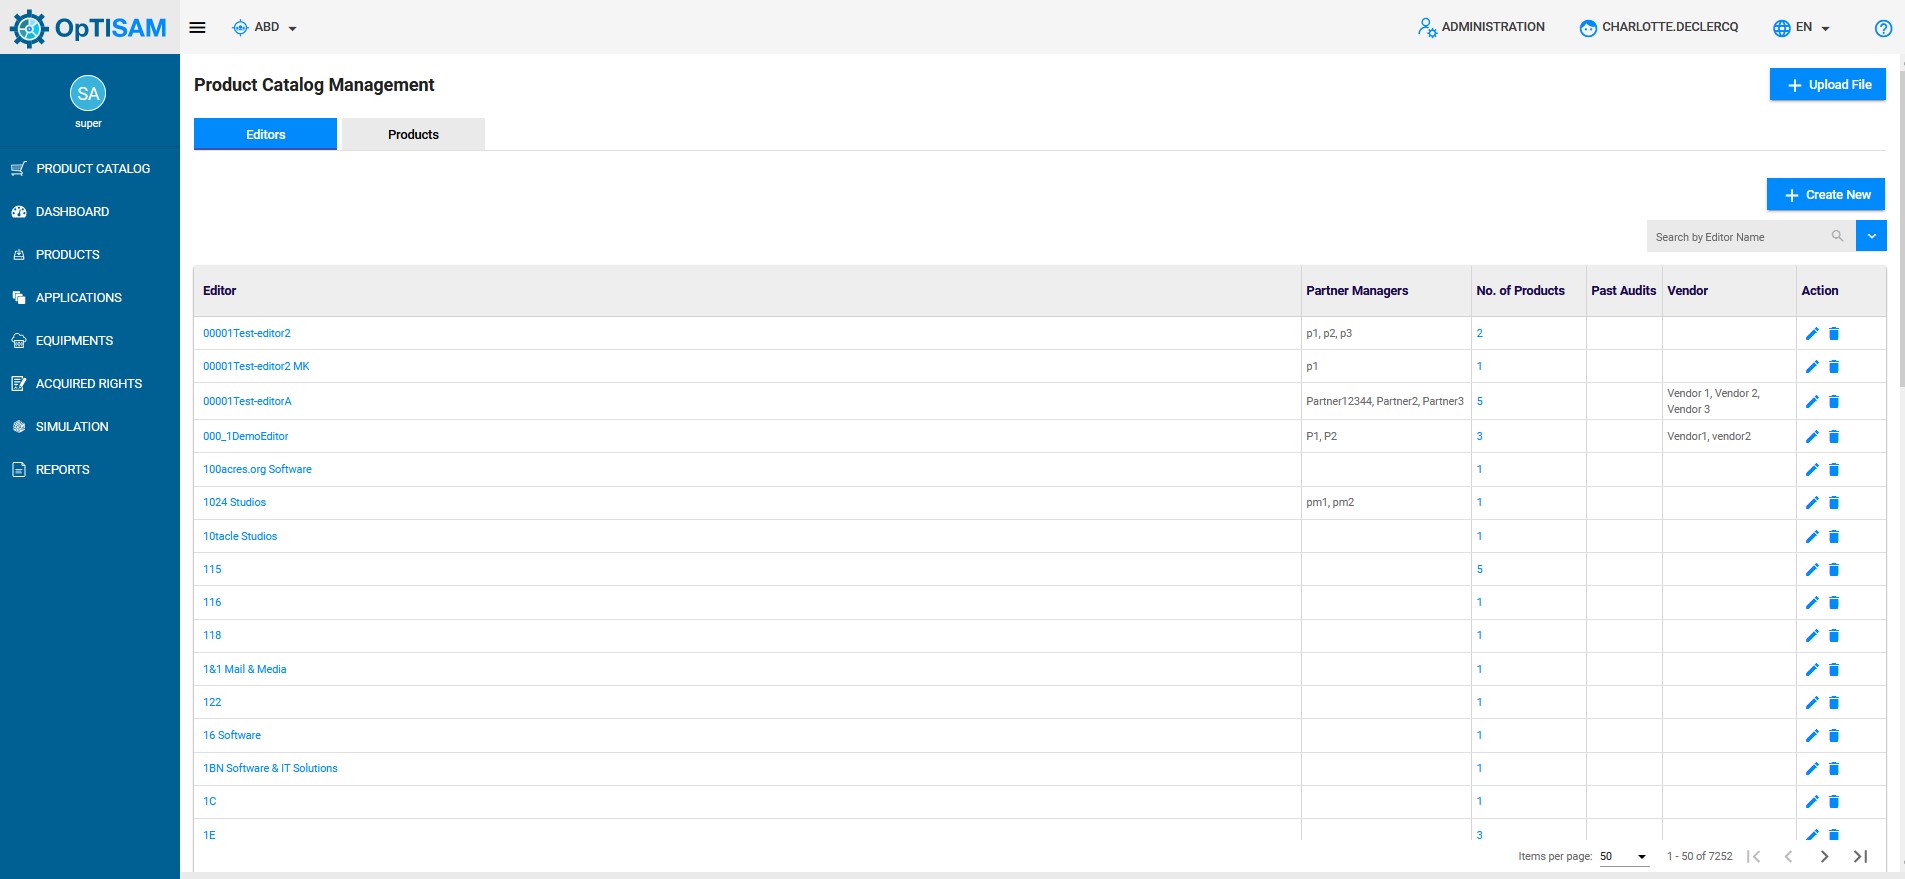 OpTISAM
ABD
ADMINISTRATION
CHARLOTTE.DECLERCQ
EN
SA
super
PRODUCT CATALOG
DASHBOARD
PRODUCTS
APPLICATIONS
EQUIPMENTS
ACQUIRED RIGHTS
SIMULATION
REPORTS
Product Catalog Management
Upload File
Editors Products
Create New
Search by Editor Name
Editor Partner Managers No. of Products Past Audits Vendor Action
00001Test-editor2 p1, p2, p3 2
00001Test-editor2 MK p1 1
00001Test-editorA Partner12344, Partner2, Partner3 5 Vendor 1, Vendor 2,
Vendor 3
000_1DemoEditor P1, P2 3 Vendor1, vendor2
100acres.org Software 1
1024 Studios pm1, pm2 1
10tacle Studios 1
115 5
116 1
118 1
1&1 Mail & Media 1
122 1
16 Software 1
1BN Software & IT Solutions 1
1C 1
1E 3
Items per page: 50 1 - 50 of 7252